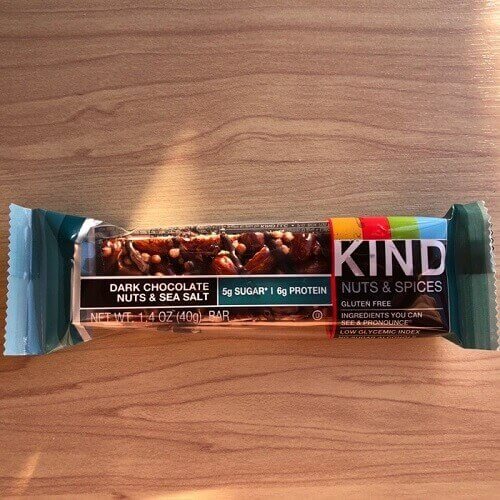 DARK CHOCOLATE
NUTS & SEA SALT
5g SUGAR* | 6g PROTEIN
NET WT. 1.4 OZ (40g) BAR
KIND
NUTS & SPICES
GLUTEN FREE
INGREDIENTS YOU CAN
SEE & PRONOUNCE®
LOW GLYCEMIC INDEX